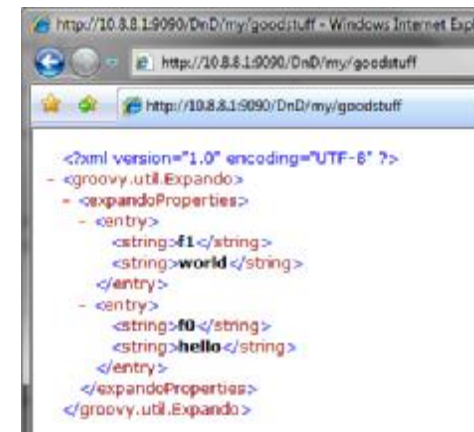 http://10.8.8.1:9090/DnD/my/goodstuff - Windows Internet Exp
http://10.8.8.1:9090/DnD/my/goodstuff
http://10.8.8.1:9090/DnD/my/goodstuff
<?xml version="1.0" encoding="UTF-8" ?>
- <groovy.util.Expando>
- <expandoProperties>
- <entry>
<string>f1</string>
<string>world</string>
</entry>
- <entry>
<string>f0</string>
<string>hello</string>
</entry>
</expandoProperties>
</groovy.util.Expando>